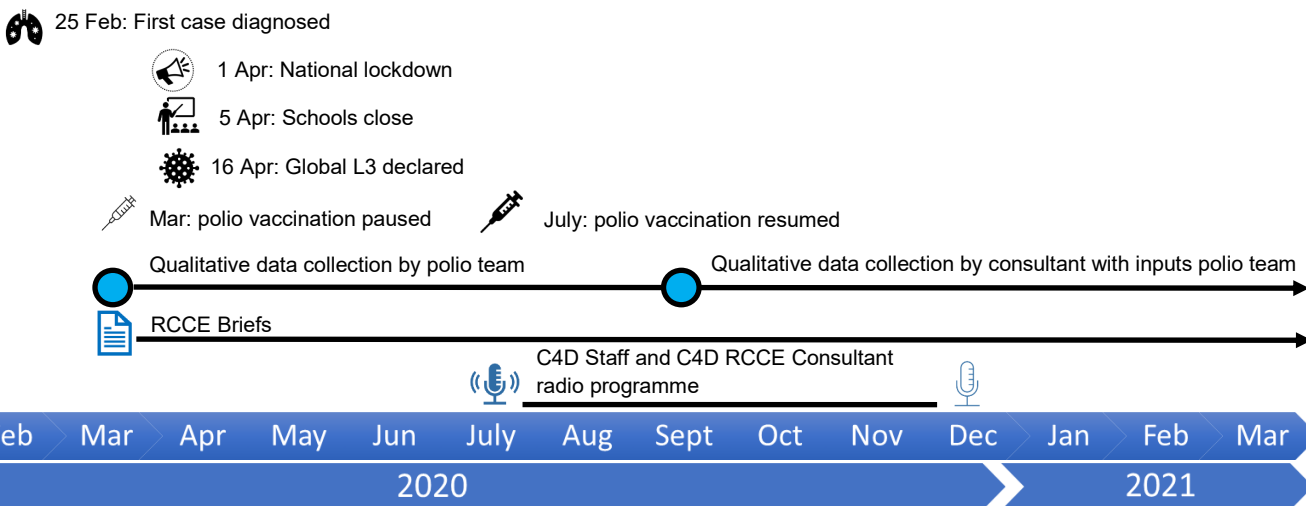 25 Feb: First case diagnosed
1 Apr: National lockdown
5 Apr: Schools close
16 Apr: Global L3 declared
Mar: polio vaccination paused
July: polio vaccination resumed
Qualitative data collection by polio team
Qualitative data collection by consultant with inputs polio team
RCCE Briefs
C4D Staff and C4D RCCE Consultant
radio programme
eb Mar Apr May Jun July Aug Sept Oct Nov Dec Jan Feb Mar
2020 2021